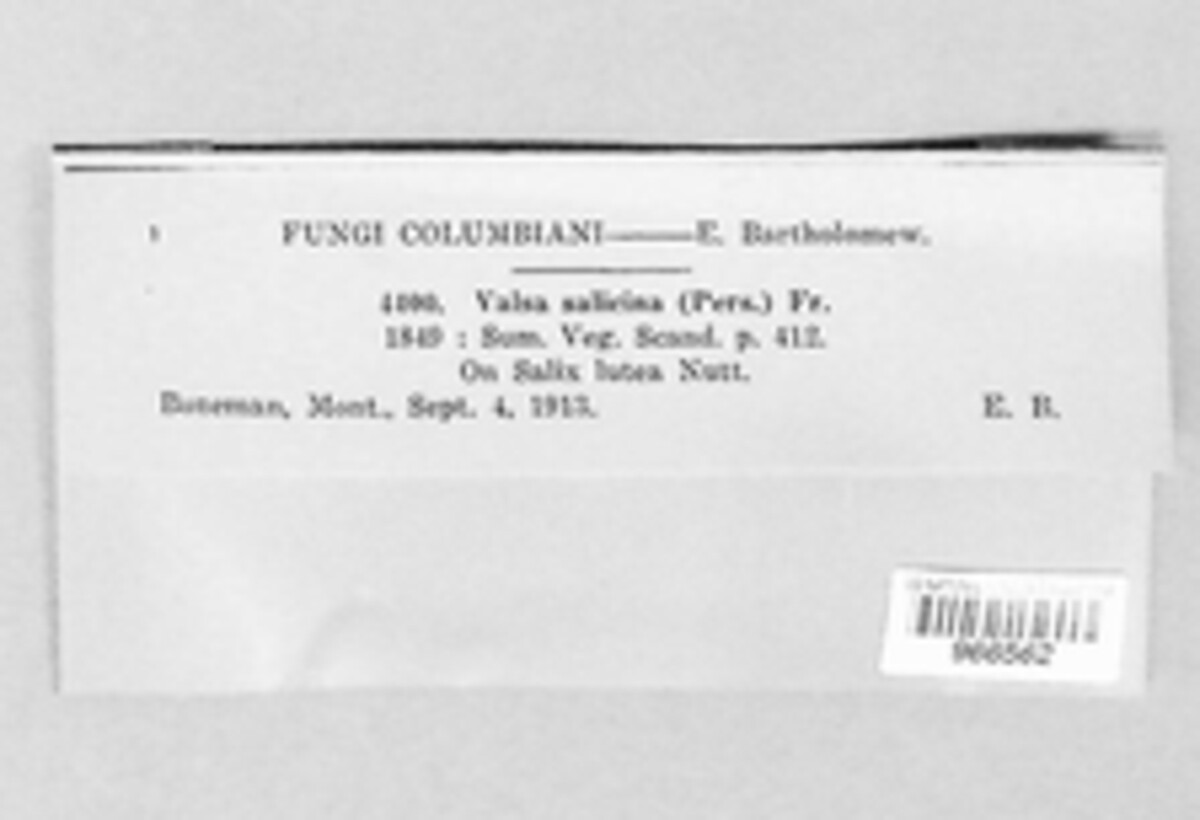 FUNGI COLUMBIANI——E. Bartholomew.
Valsa salicina (Pers.) Fr.
1849 : Sum. Veg. Scand. p. 412.
On Salix lutea Nutt.
Bozeman, Mont., Sept. 4, 1913.
E. B.
966562